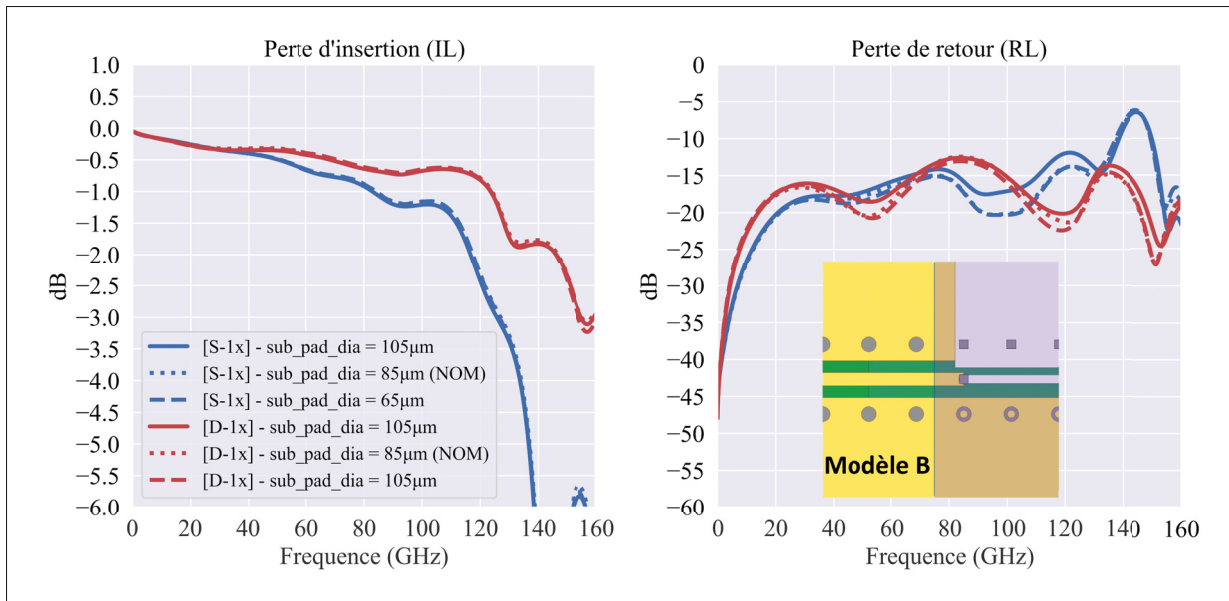 Perte d'insertion (IL)
1.0
0.5
0.0
−0.5
−1.0
−1.5
−2.0
−2.5
−3.0
−3.5
−4.0
−4.5
−5.0
−5.5
−6.0
dB
[S-1x] - sub_pad_dia = 105μm
[S-1x] - sub_pad_dia = 85μm (NOM)
[S-1x] - sub_pad_dia = 65μm
[D-1x] - sub_pad_dia = 105μm
[D-1x] - sub_pad_dia = 85μm (NOM)
[D-1x] - sub_pad_dia = 105μm
0 20 40 60 80 100 120 140 160
Frequence (GHz)
Perte de retour (RL)
0
−5
−10
−15
−20
−25
−30
−35
−40
−45
−50
−55
−60
dB
Modèle B
0 20 40 60 80 100 120 140 160
Frequence (GHz)